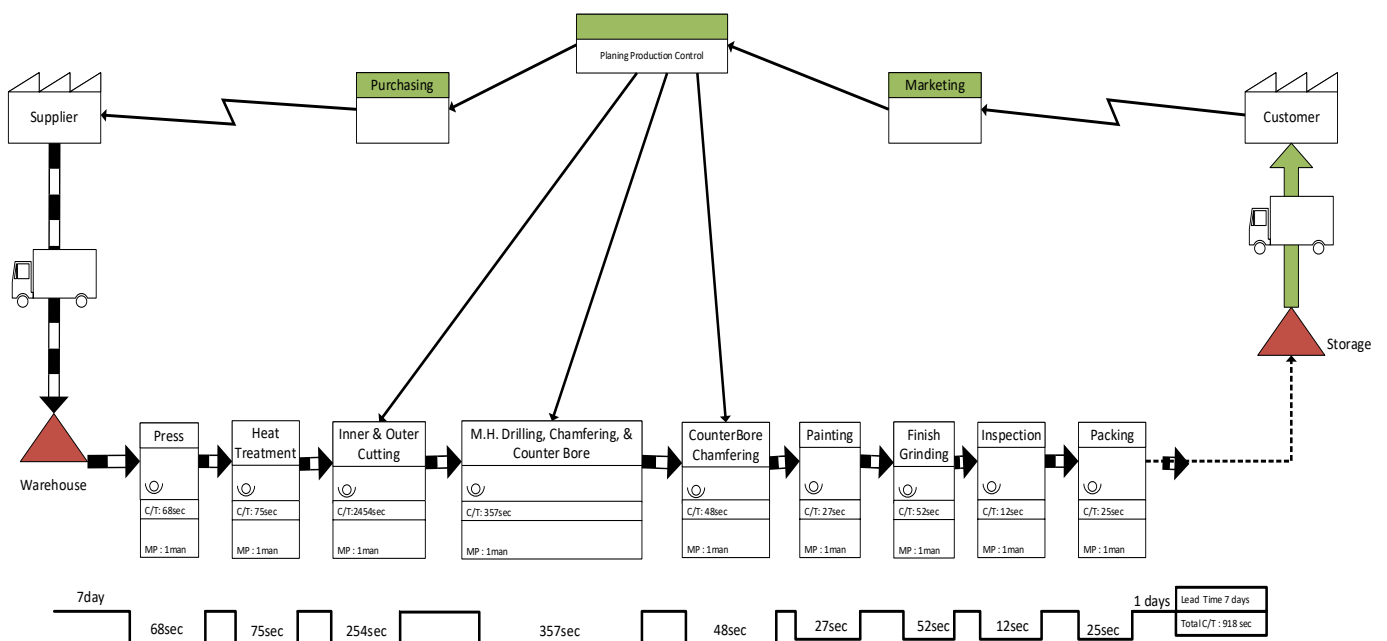 Planing Production Control
Purchasing
Marketing
Supplier
Customer
Storage
Warehouse
Press
C/T: 68sec
MP : 1man
Heat
Treatment
C/T: 75sec
MP : 1man
Inner & Outer
Cutting
C/T:2454sec
MP : 1man
M.H. Drilling, Chamfering, &
Counter Bore
C/T: 357sec
MP : 1man
CounterBore
Chamfering
C/T: 48sec
MP : 1man
Painting
C/T: 27sec
MP : 1man
Finish
Grinding
C/T: 52sec
MP : 1man
Inspection
C/T: 12sec
MP : 1man
Packing
C/T: 25sec
MP : 1man
7day
68sec
75sec
254sec
357sec
48sec
27sec
52sec
12sec
25sec
1 days
Lead Time 7 days
Total C/T : 918 sec